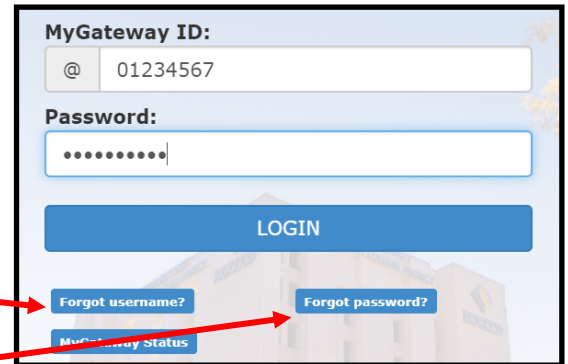 MyGateway ID:
@ 01234567
Password:
••••••••••
LOGIN
Forgot username? Forgot password?
MyGateway Status